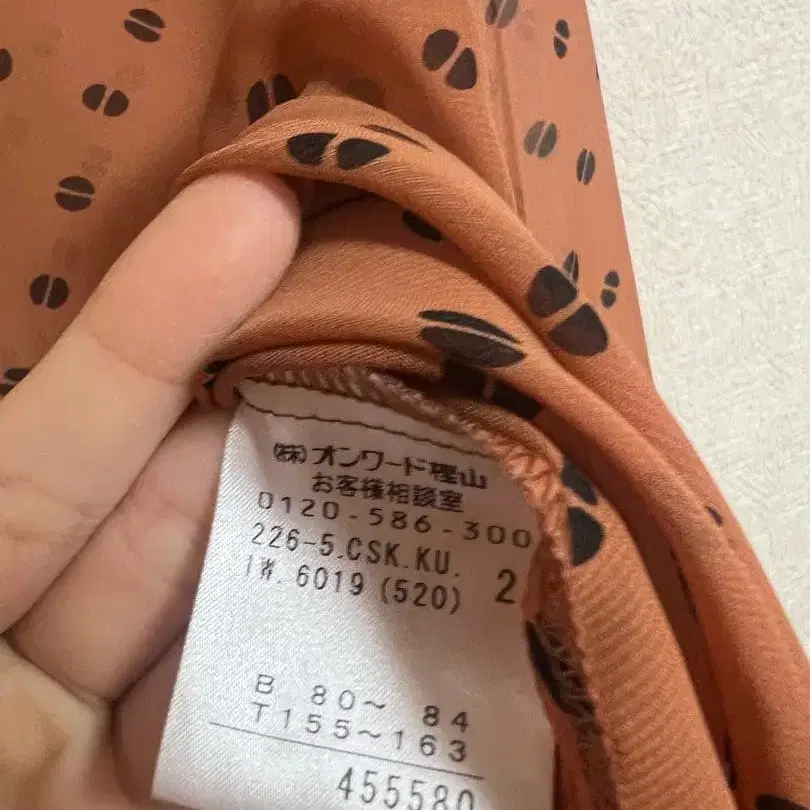 ㈱オンワード樫山
お客様相談室
0120-586-300
226-5.CSK.KU.
1W.6019 (520) 2
B 80~ 84
T155~163
455580